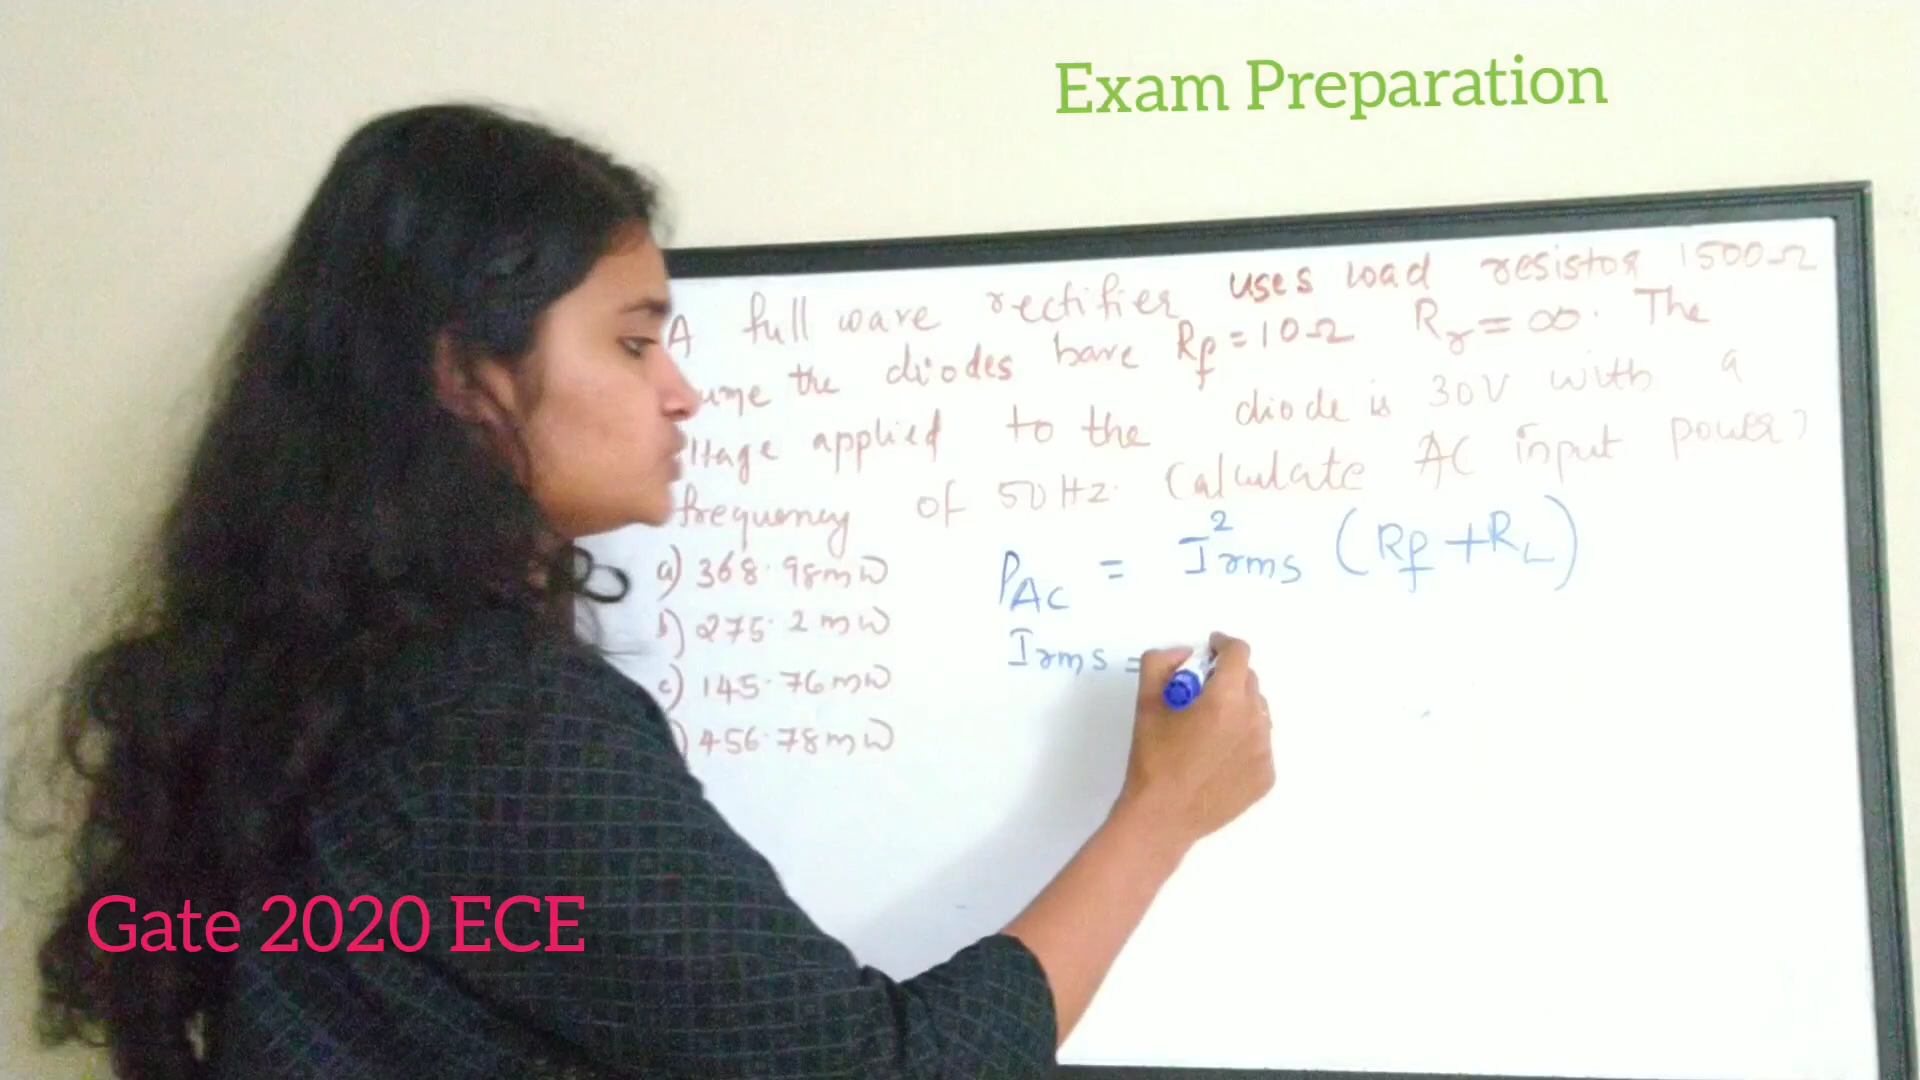 Exam Preparation
A full wave rectifier uses load resistor 1500Ω
ume the diodes have Rf = 10Ω Rr = ∞. The
ltage applied to the diode is 30V with a
frequency of 50Hz. Calculate AC input power?
a) 368.98mW
b) 275.2mW
c) 145.76mW
) 456.78mW
PAC = I²rms (Rf + RL)
Irms =
Gate 2020 ECE